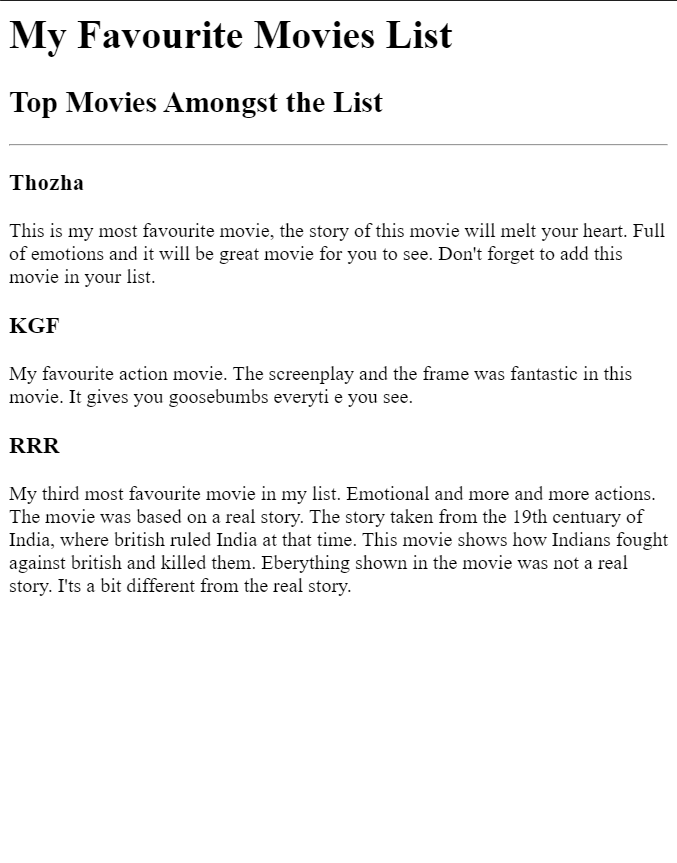 My Favourite Movies List
Top Movies Amongst the List
Thozha
This is my most favourite movie, the story of this movie will melt your heart. Full
of emotions and it will be great movie for you to see. Don't forget to add this
movie in your list.
KGF
My favourite action movie. The screenplay and the frame was fantastic in this
movie. It gives you goosebumbs everyti e you see.
RRR
My third most favourite movie in my list. Emotional and more and more actions.
The movie was based on a real story. The story taken from the 19th centuary of
India, where british ruled India at that time. This movie shows how Indians fought
against british and killed them. Eberything shown in the movie was not a real
story. I'ts a bit different from the real story.